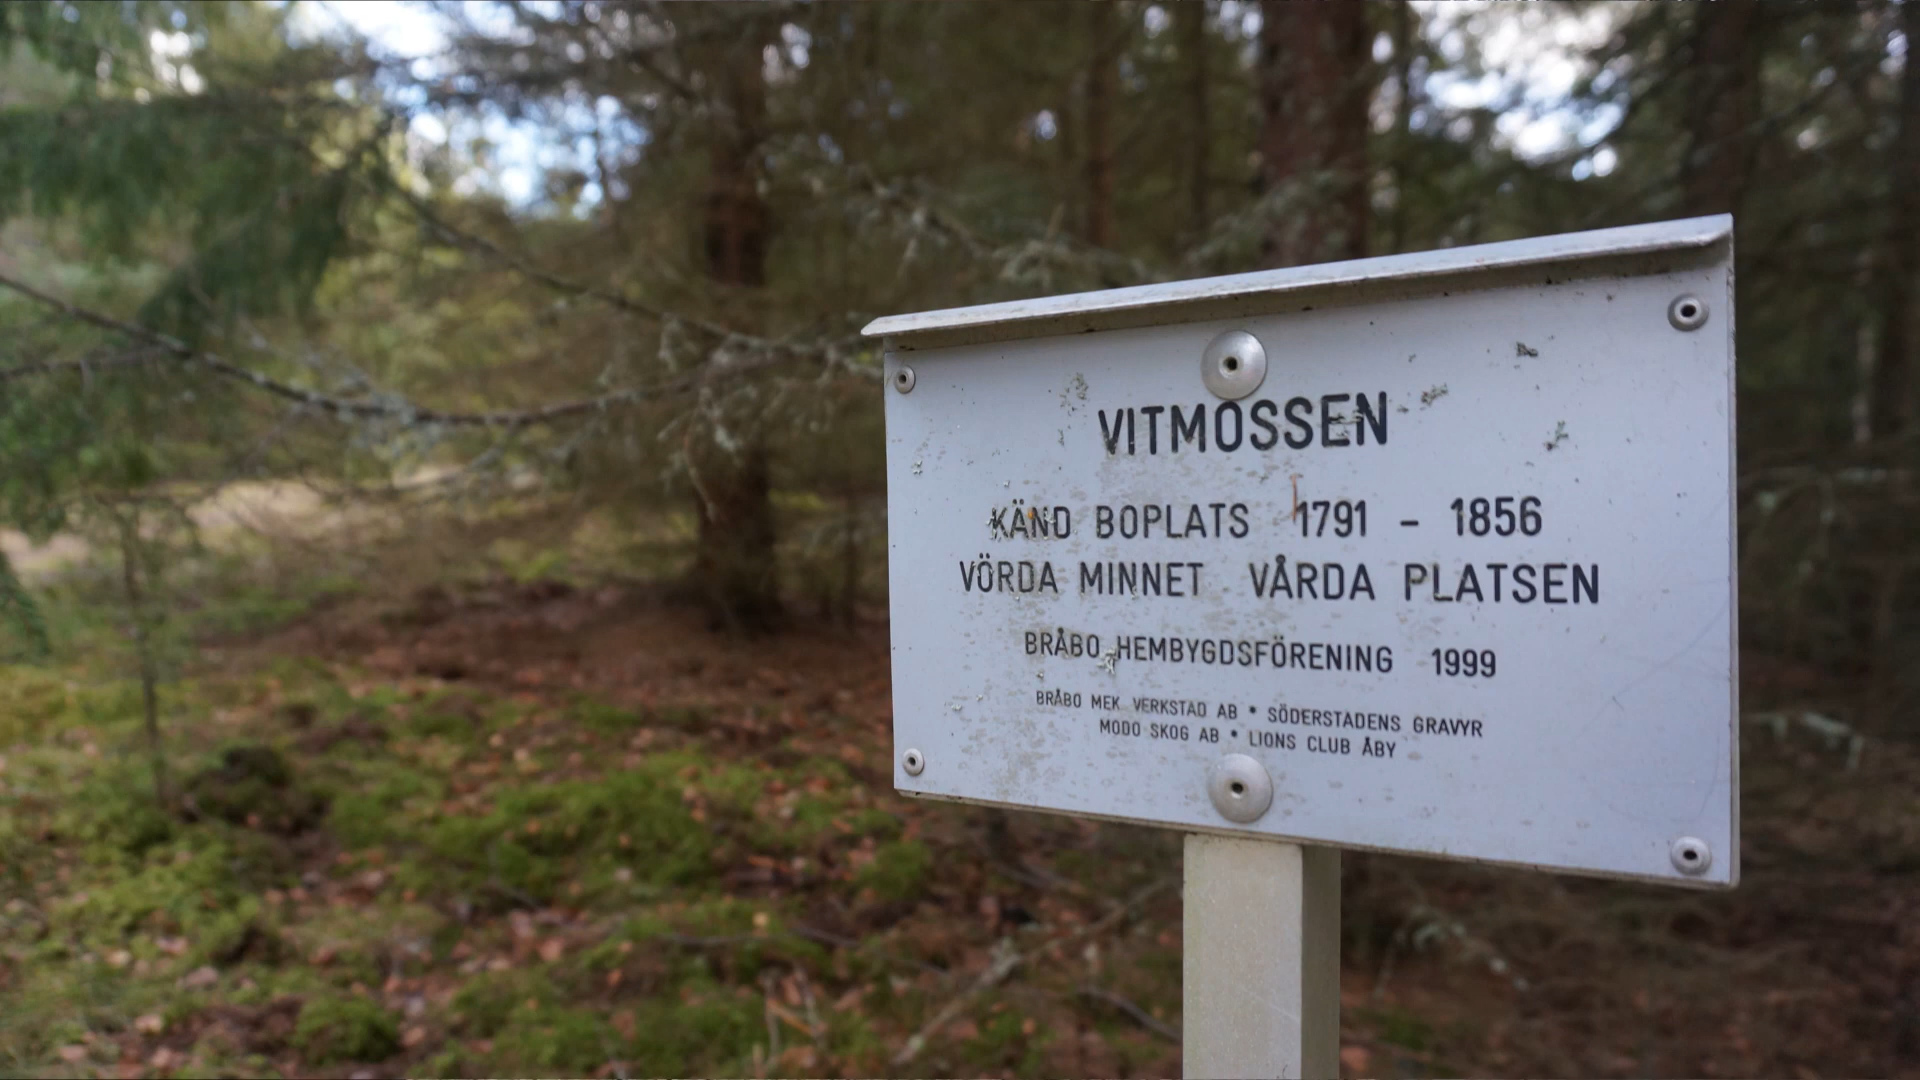 VITMOSSEN
KÄND BOPLATS 1791 - 1856
VÖRDA MINNET VÅRDA PLATSEN
BRÅBO HEMBYGDSFÖRENING 1999
BRÅBO MEK VERKSTAD AB * SÖDERSTADENS GRAVYR
MODO SKOG AB * LIONS CLUB ÅBY